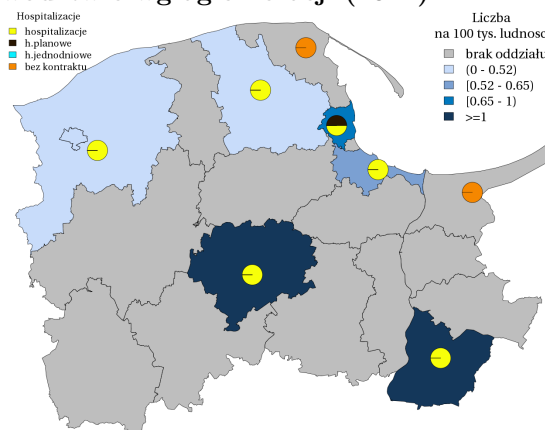 Hospitalizacje
hospitalizacje
h.planowe
h.jednodniowe
bez kontraktu
Liczba
na 100 tys. ludnosc
brak oddziału
(0 - 0.52)
[0.52 - 0.65)
[0.65 - 1)
>=1